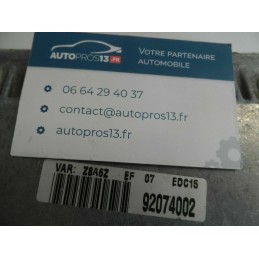 AUTOPROS13.FR
VOTRE PARTENAIRE
AUTOMOBILE
06 64 29 40 37
contact@autopros13.fr
autopros13.fr
VAR: Z8A6Z EF 07 EDC15
92074002